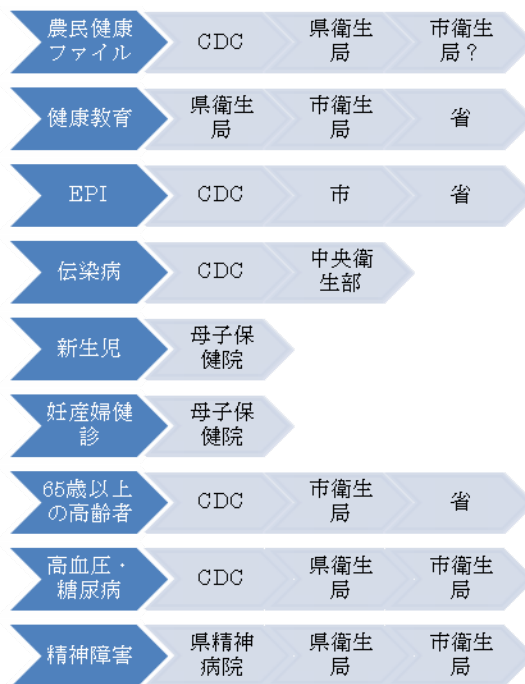 農民健康
ファイル
CDC
県衛生
局
市衛生
局？
健康教育
県衛生
局
市衛生
局
省
EPI
CDC
市
省
伝染病
CDC
中央衛
生部
新生児
母子保
健院
妊産婦健
診
母子保
健院
65歳以上
の高齢者
CDC
市衛生
局
省
高血圧・
糖尿病
CDC
県衛生
局
市衛生
局
精神障害
県精神
病院
県衛生
局
市衛生
局